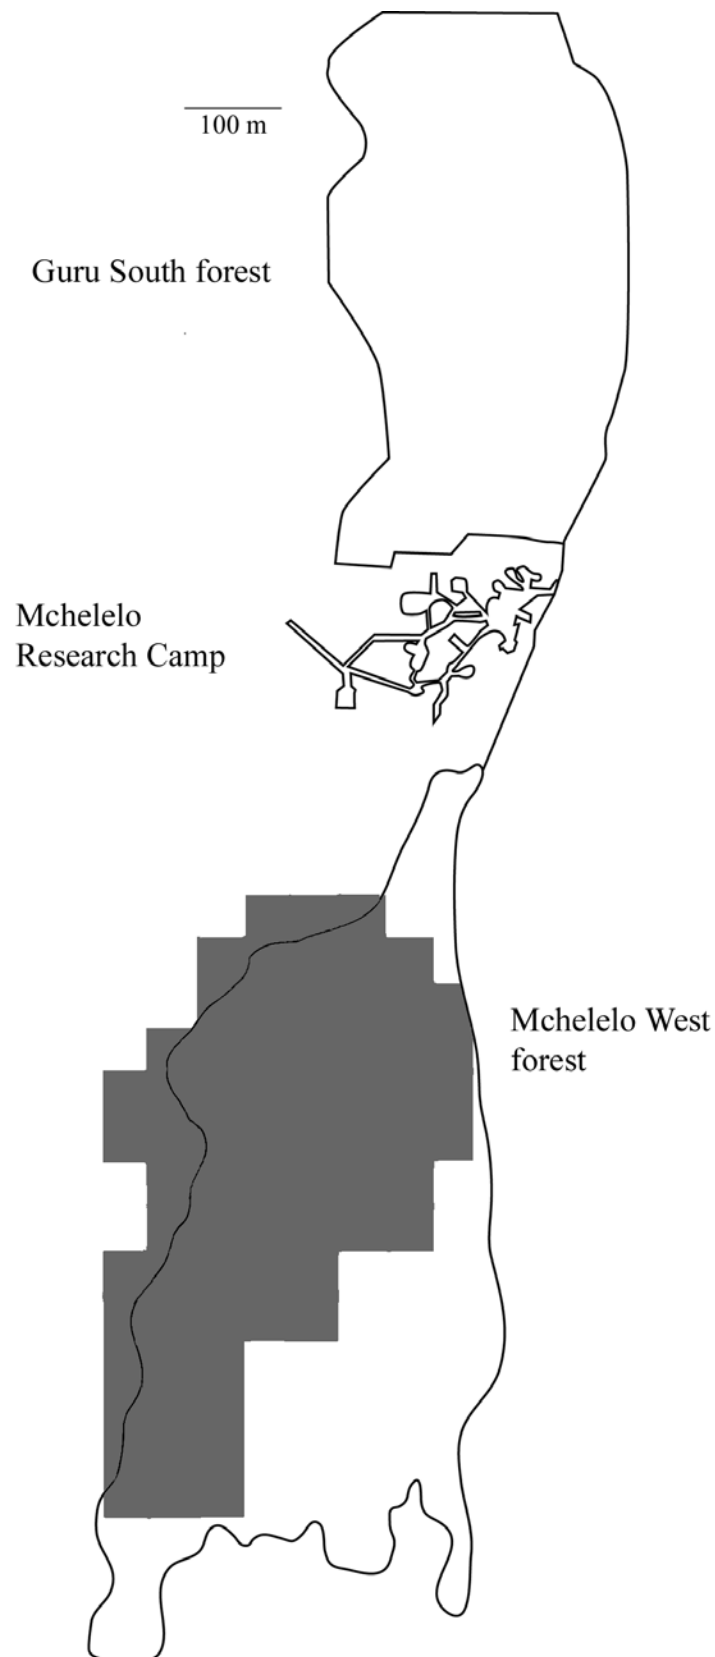 100 m
Guru South forest
Mchelelo
Research Camp
Mchelelo West
forest